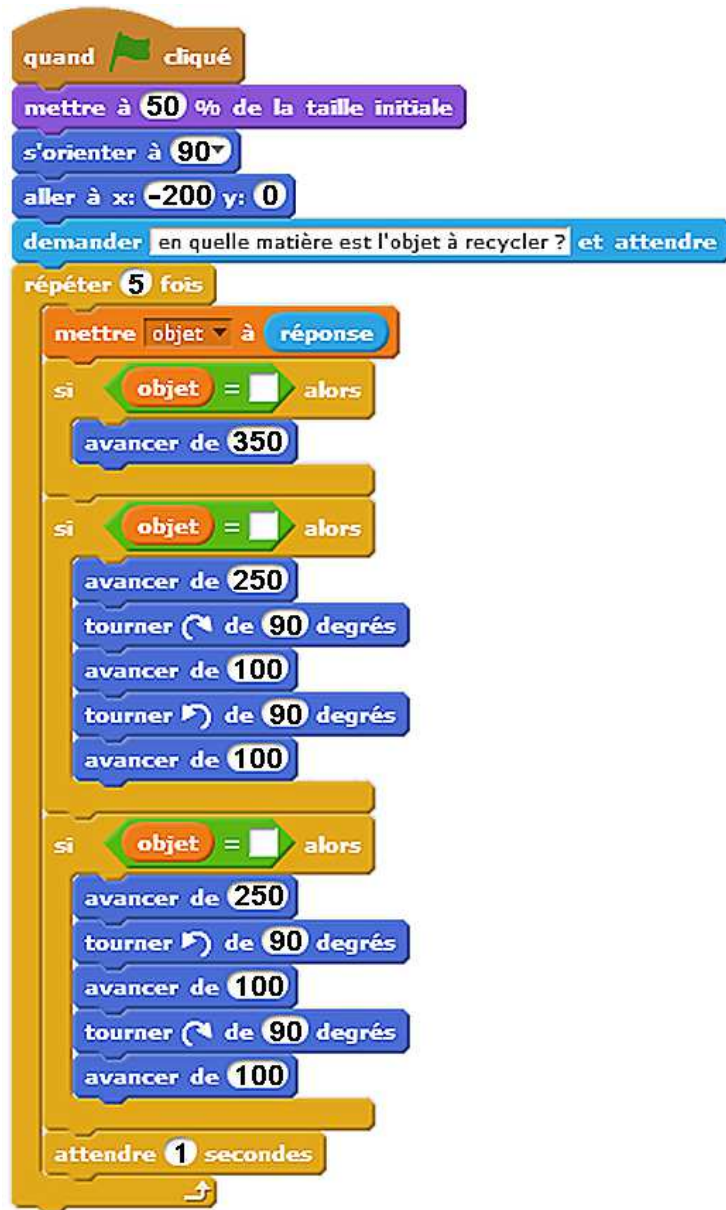 quand cliqué
mettre à 50 % de la taille initiale
s'orienter à 90
aller à x: -200 y: 0
demander en quelle matière est l'objet à recycler ? et attendre
répéter 5 fois
mettre objet à réponse
si objet = alors
avancer de 350
si objet = alors
avancer de 250
tourner de 90 degrés
avancer de 100
tourner de 90 degrés
avancer de 100
si objet = alors
avancer de 250
tourner de 90 degrés
avancer de 100
tourner de 90 degrés
avancer de 100
attendre 1 secondes